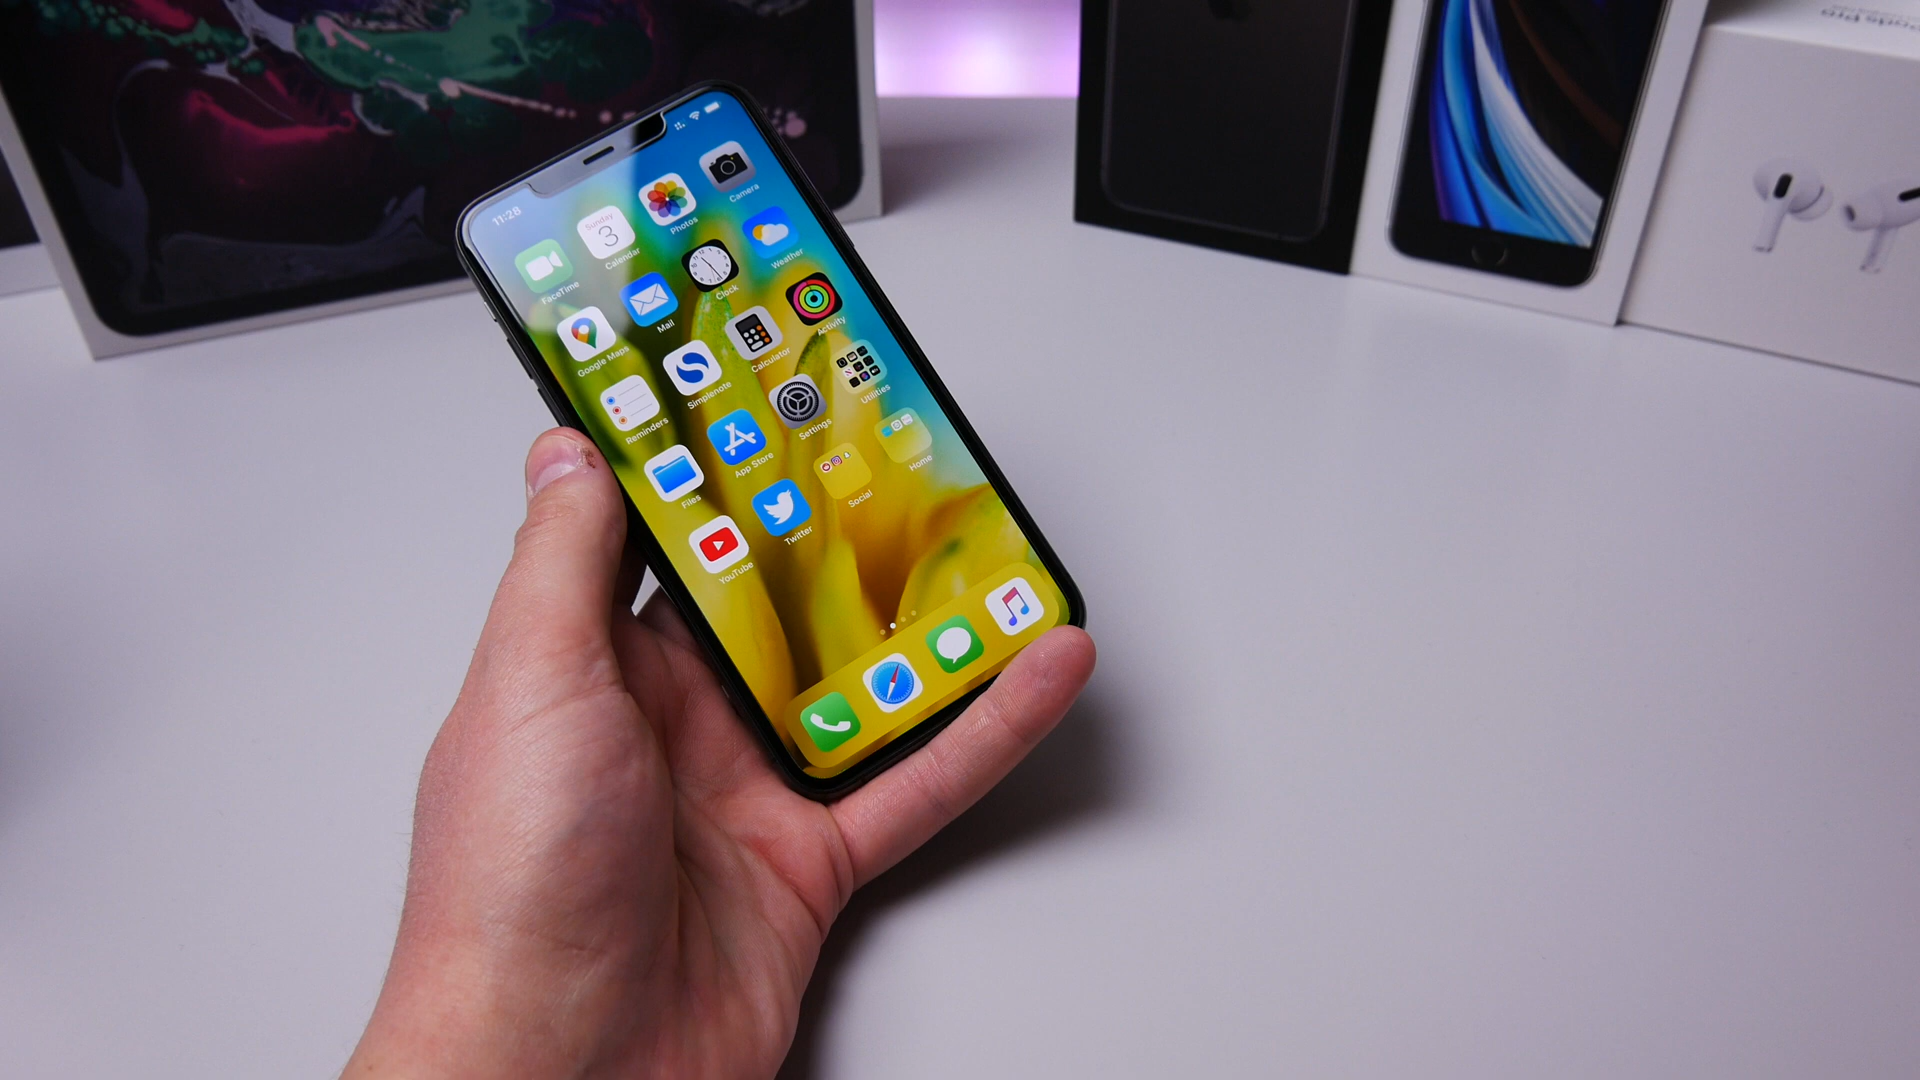 11:28
FaceTime
Sunday
3
Calendar
Photos
Camera
Google Maps
Mail
Clock
Weather
Reminders
Simplenote
Calculator
Activity
Files
App Store
Settings
Utilities
YouTube
Twitter
Social
Home